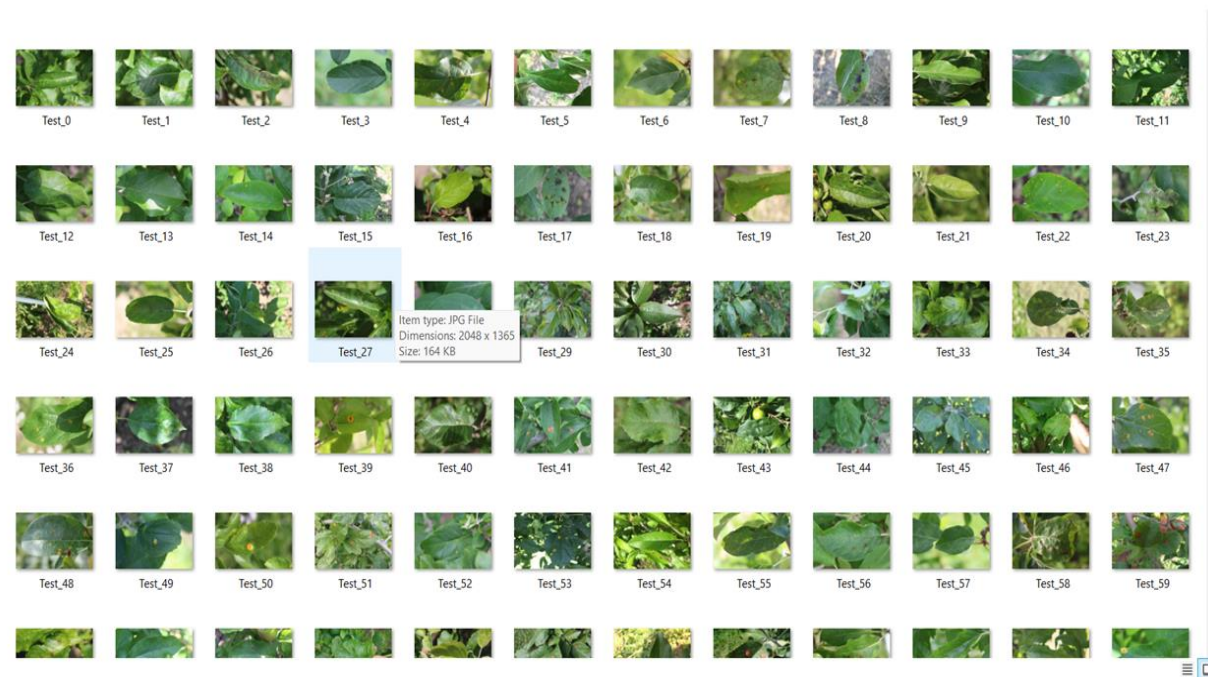 Test_0 Test_1 Test_2 Test_3 Test_4 Test_5 Test_6 Test_7 Test_8 Test_9 Test_10 Test_11
Test_12 Test_13 Test_14 Test_15 Test_16 Test_17 Test_18 Test_19 Test_20 Test_21 Test_22 Test_23
Item type: JPG File
Dimensions: 2048 x 1365
Size: 164 KB
Test_24 Test_25 Test_26 Test_27 Test_29 Test_30 Test_31 Test_32 Test_33 Test_34 Test_35
Test_36 Test_37 Test_38 Test_39 Test_40 Test_41 Test_42 Test_43 Test_44 Test_45 Test_46 Test_47
Test_48 Test_49 Test_50 Test_51 Test_52 Test_53 Test_54 Test_55 Test_56 Test_57 Test_58 Test_59